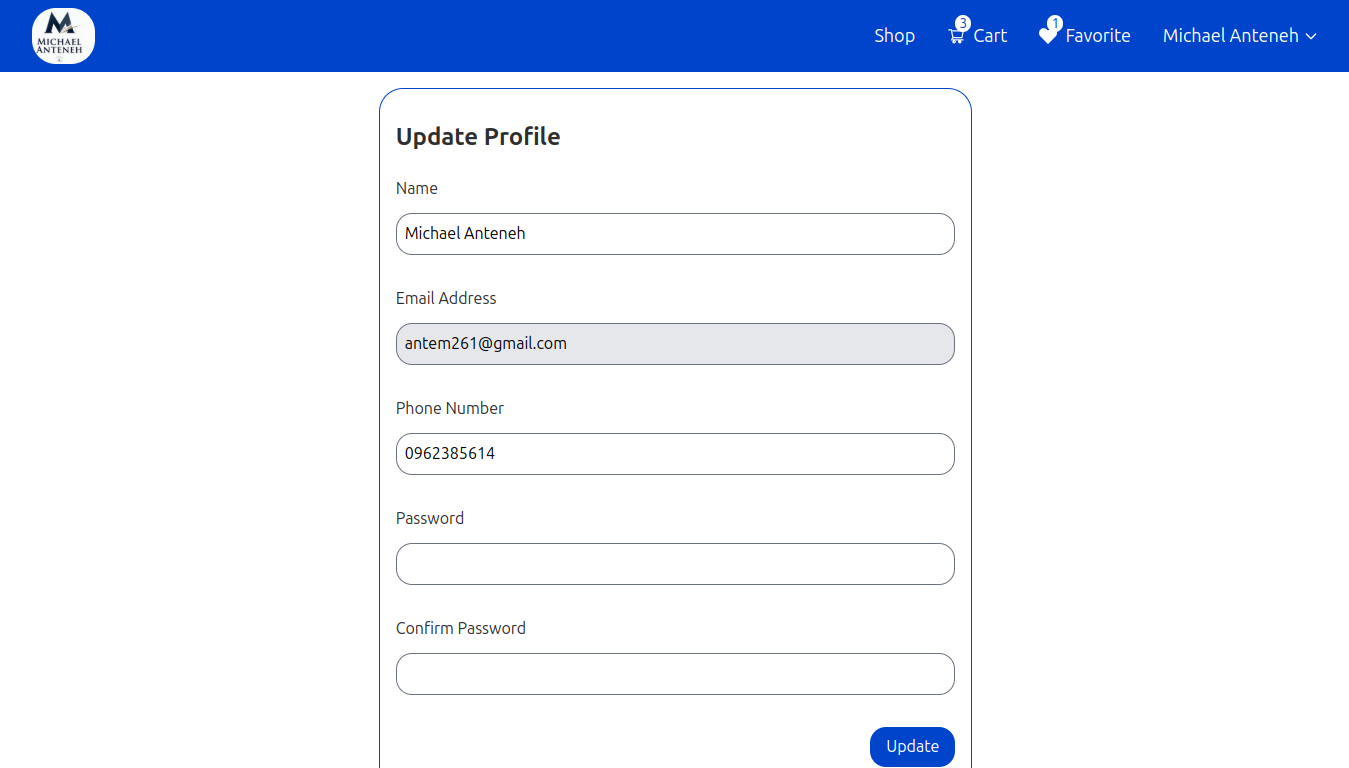 M
MICHAEL
ANTENEH
Shop
3
Cart
1
Favorite
Michael Anteneh
Update Profile
Name
Michael Anteneh
Email Address
antem261@gmail.com
Phone Number
0962385614
Password
Confirm Password
Update